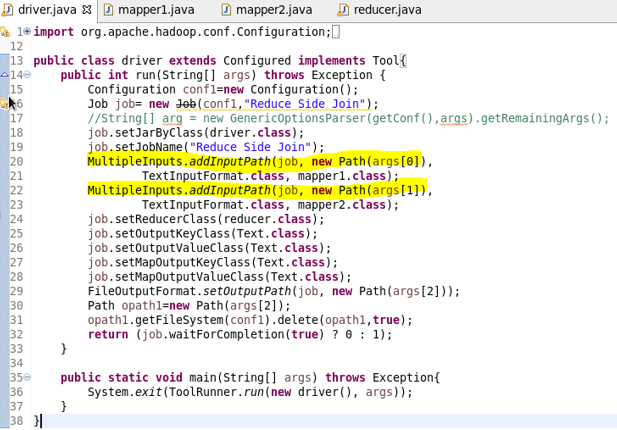 driver.java mapper1.java mapper2.java reducer.java
1 import org.apache.hadoop.conf.Configuration;
12
13 public class driver extends Configured implements Tool{
14 public int run(String[] args) throws Exception {
15 Configuration conf1=new Configuration();
16 Job job= new Job(conf1,"Reduce Side Join");
17 //String[] arg = new GenericOptionsParser(getConf(),args).getRemainingArgs();
18 job.setJarByClass(driver.class);
19 job.setJobName("Reduce Side Join");
20 MultipleInputs.addInputPath(job, new Path(args[0]),
21 TextInputFormat.class, mapper1.class);
22 MultipleInputs.addInputPath(job, new Path(args[1]),
23 TextInputFormat.class, mapper2.class);
24 job.setReducerClass(reducer.class);
25 job.setOutputKeyClass(Text.class);
26 job.setOutputValueClass(Text.class);
27 job.setMapOutputKeyClass(Text.class);
28 job.setMapOutputValueClass(Text.class);
29 FileOutputFormat.setOutputPath(job, new Path(args[2]));
30 Path opath1=new Path(args[2]);
31 opath1.getFileSystem(conf1).delete(opath1,true);
32 return (job.waitForCompletion(true) ? 0 : 1);
33 }
34
35 public static void main(String[] args) throws Exception{
36 System.exit(ToolRunner.run(new driver(), args));
37 }
38 }